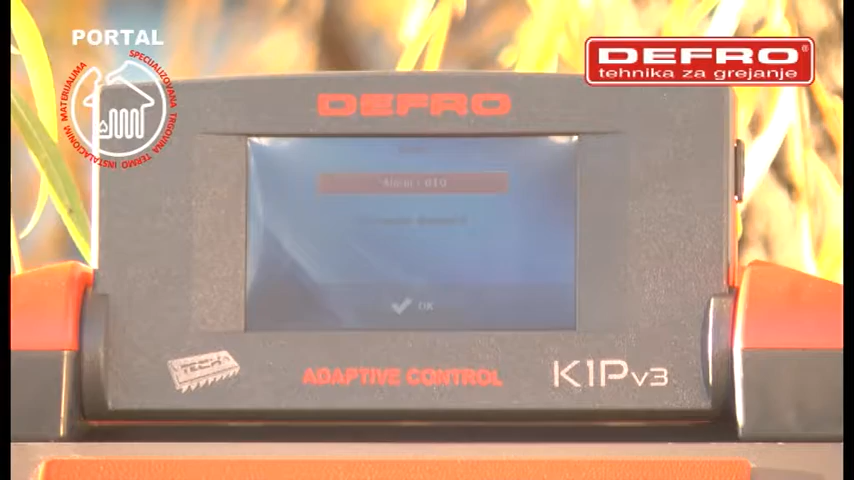 PORTAL
SPECIJALIZOVANA TRGOVINA TERMO INSTALACIONIM MATERIJALIMA
DEFRO®
tehnika za grejanje
DEFRO
OK
TECH
ADAPTIVE CONTROL
K1Pv3